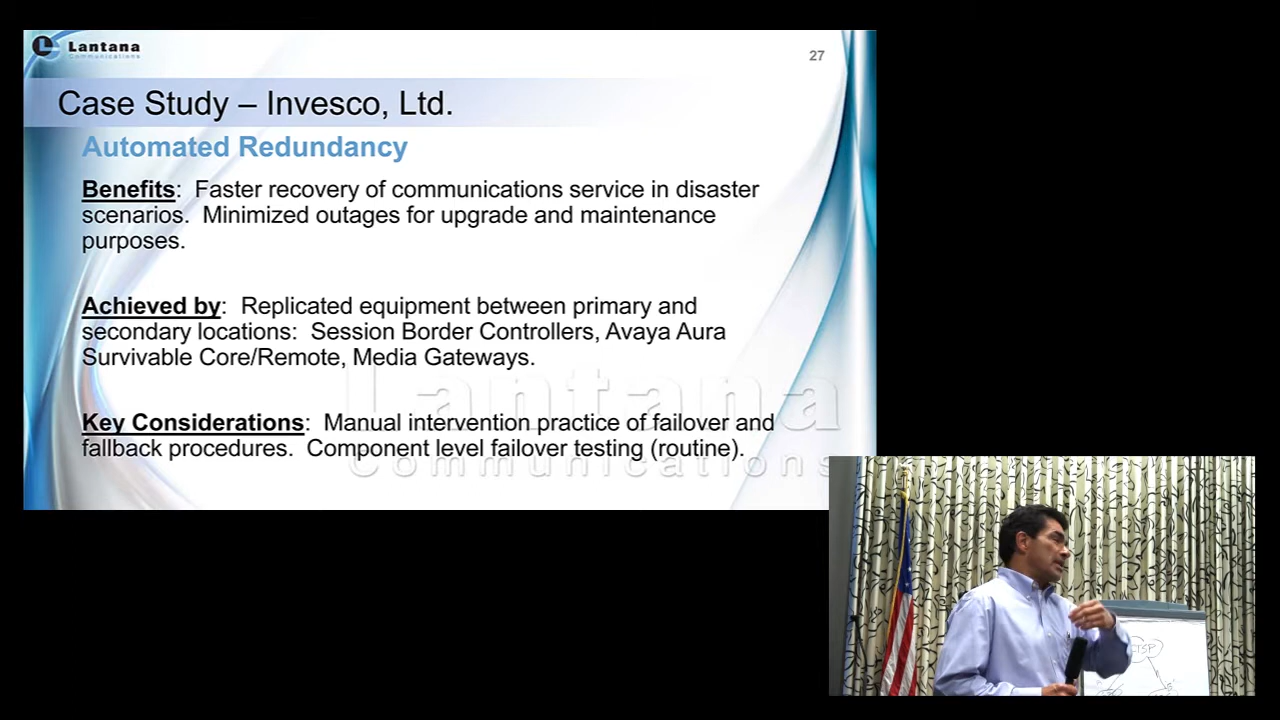 Lantana
Communications
27
Case Study – Invesco, Ltd.
Automated Redundancy
Benefits: Faster recovery of communications service in disaster
scenarios. Minimized outages for upgrade and maintenance
purposes.
Achieved by: Replicated equipment between primary and
secondary locations: Session Border Controllers, Avaya Aura
Survivable Core/Remote, Media Gateways.
Lantana
Key Considerations: Manual intervention practice of failover and
fallback procedures. Component level failover testing (routine).
Communications
ITSP